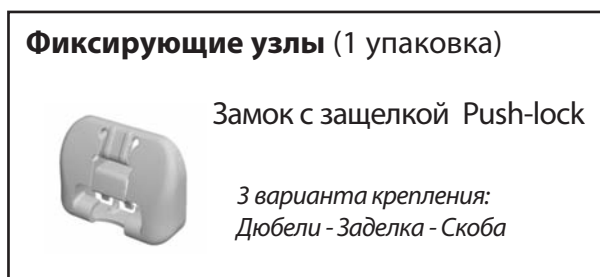 Фиксирующие узлы (1 упаковка)
Замок с защелкой Push-lock
3 варианта крепления:
Дюбели - Заделка - Скоба